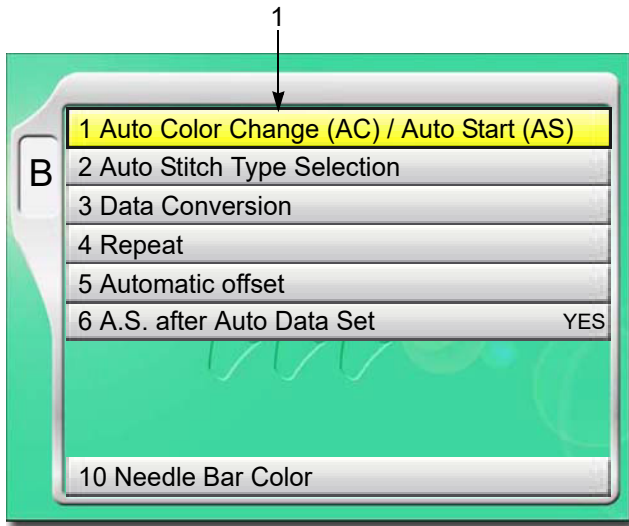 1
1 Auto Color Change (AC) / Auto Start (AS)
B
2 Auto Stitch Type Selection
3 Data Conversion
4 Repeat
5 Automatic offset
6 A.S. after Auto Data Set YES
10 Needle Bar Color